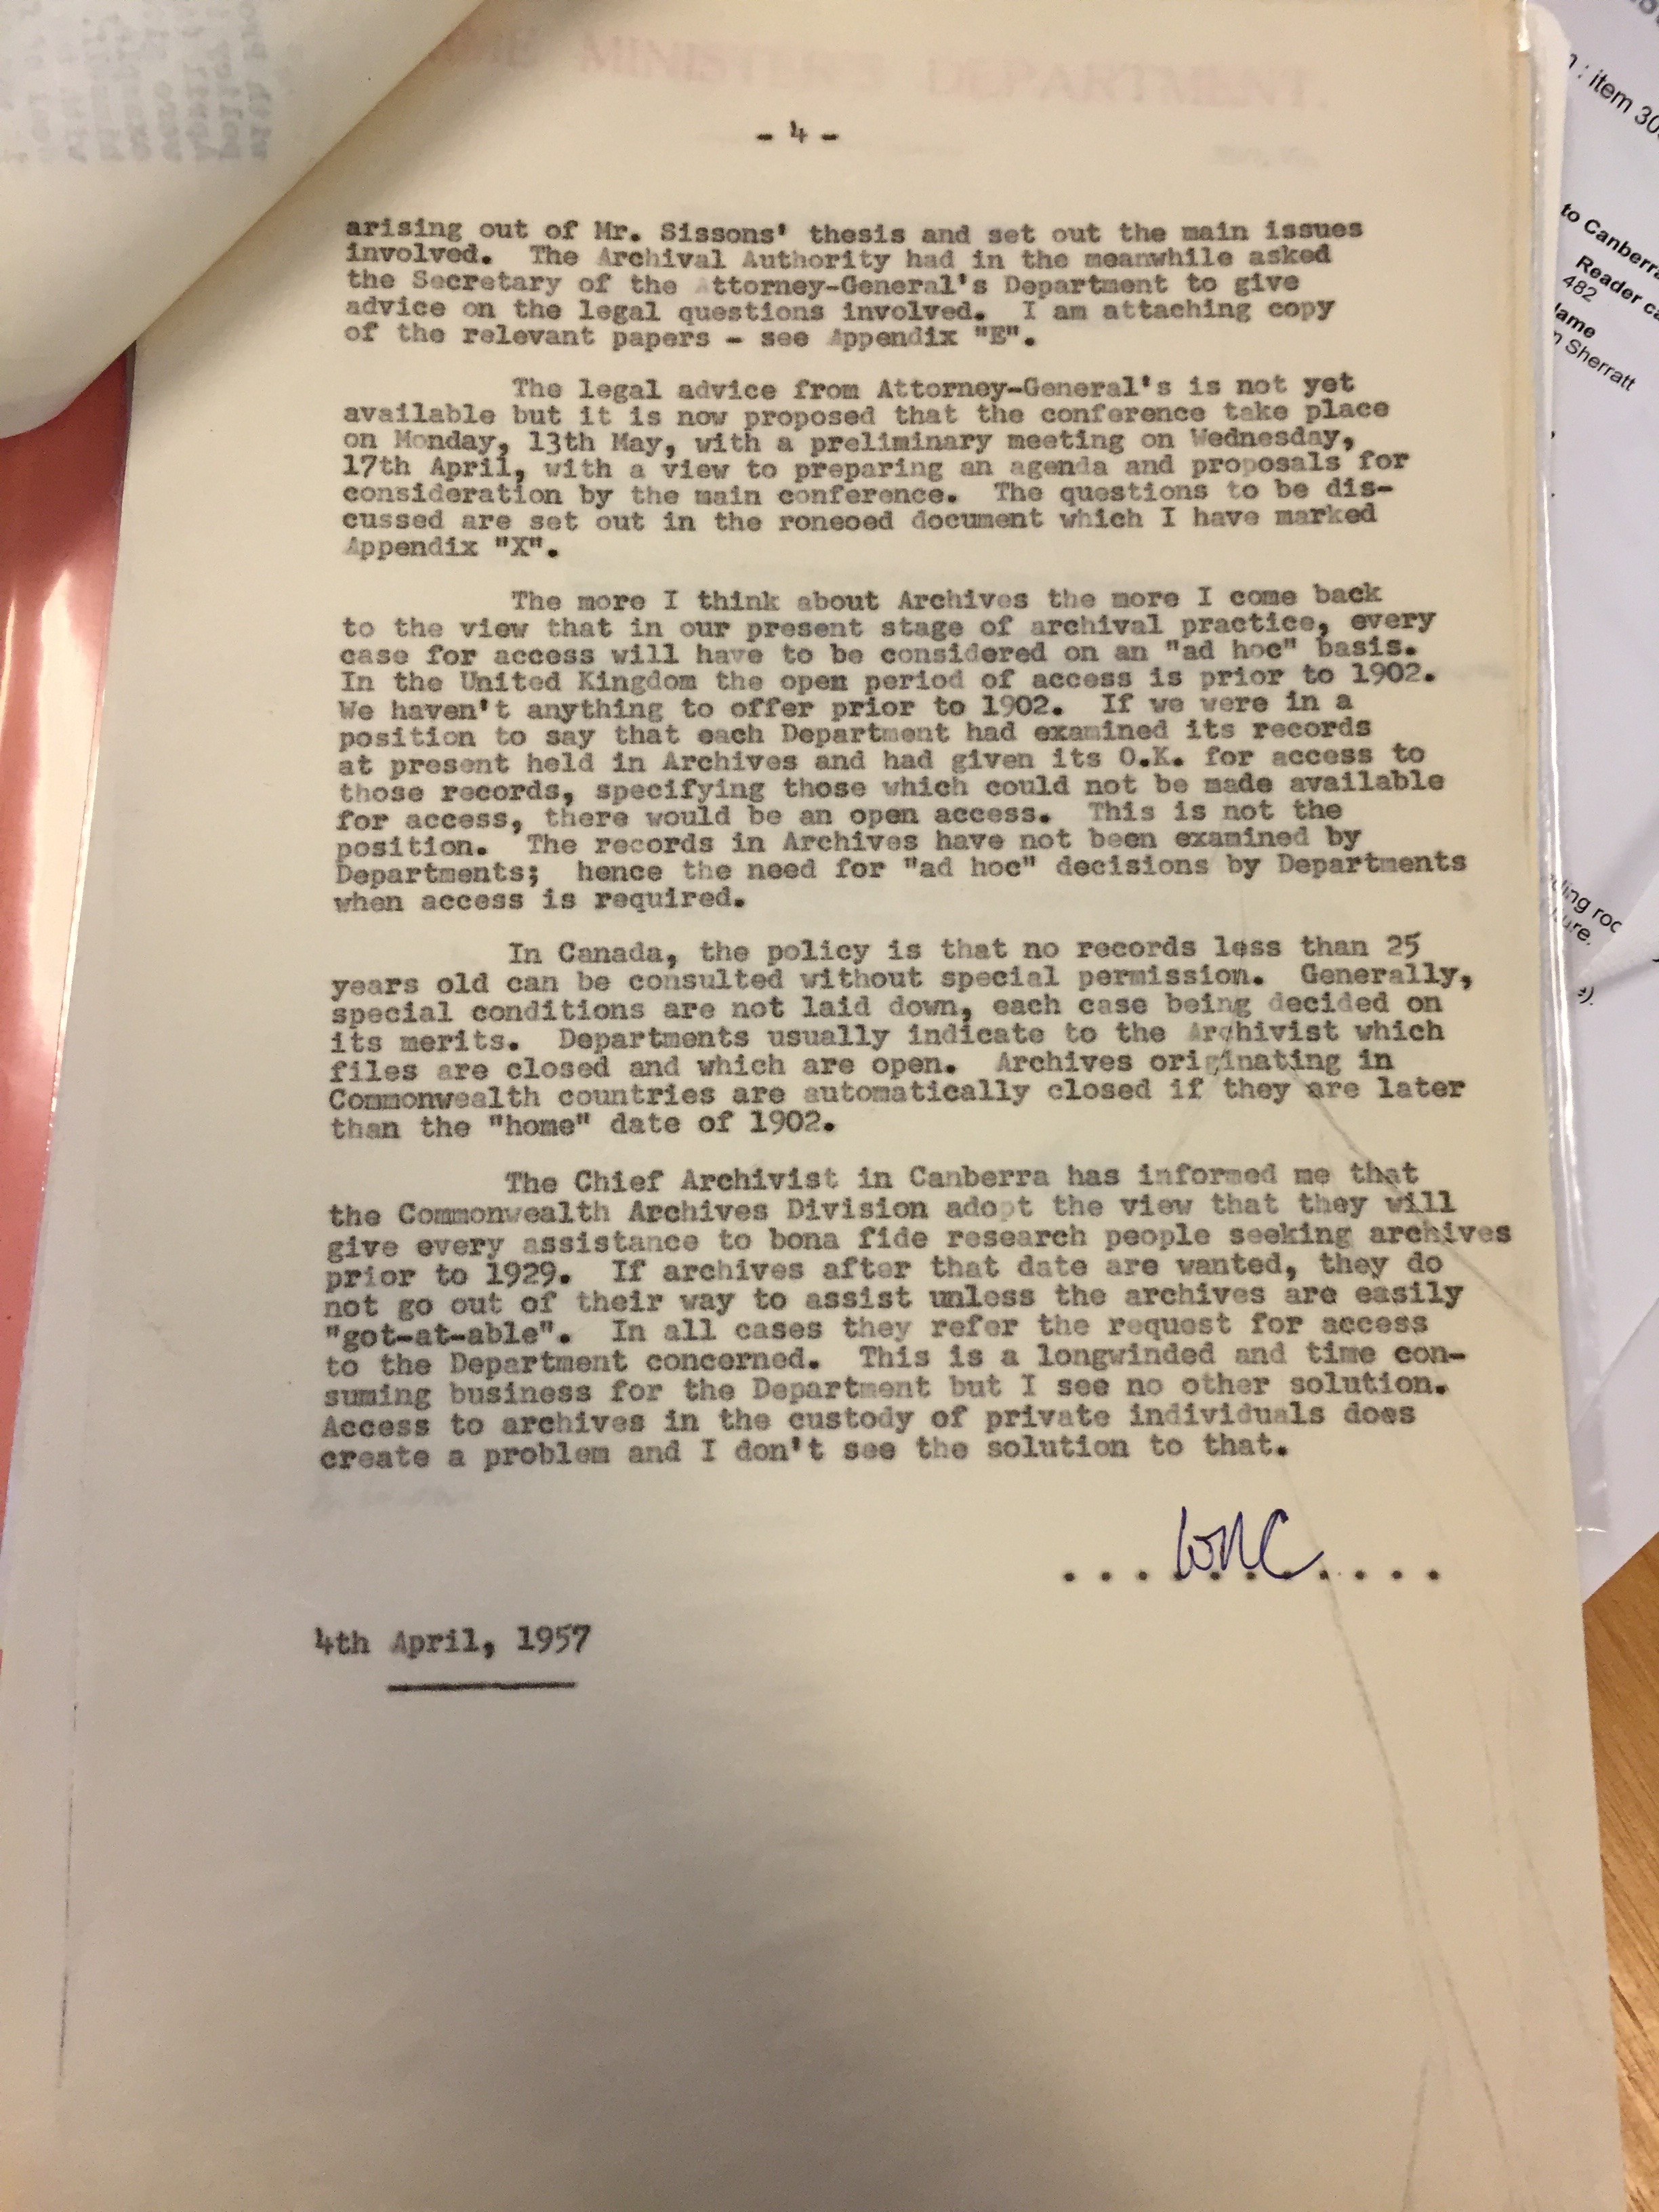 MINISTER'S DEPARTMENT.
- 4 -
arising out of Mr. Sissons' thesis and set out the main issues
involved. The Archival Authority had in the meanwhile asked
the Secretary of the Attorney-General's Department to give
advice on the legal questions involved. I am attaching copy
of the relevant papers - see Appendix "E".
The legal advice from Attorney-General's is not yet
available but it is now proposed that the conference take place
on Monday, 13th May, with a preliminary meeting on Wednesday,
17th April, with a view to preparing an agenda and proposals for
consideration by the main conference. The questions to be dis-
cussed are set out in the roneoed document which I have marked
Appendix "X".
The more I think about Archives the more I come back
to the view that in our present stage of archival practice, every
case for access will have to be considered on an "ad hoc" basis.
In the United Kingdom the open period of access is prior to 1902.
We haven't anything to offer prior to 1902. If we were in a
position to say that each Department had examined its records
at present held in Archives and had given its O.K. for access to
those records, specifying those which could not be made available
for access, there would be an open access. This is not the
position. The records in Archives have not been examined by
Departments; hence the need for "ad hoc" decisions by Departments
when access is required.
In Canada, the policy is that no records less than 25
years old can be consulted without special permission. Generally,
special conditions are not laid down, each case being decided on
its merits. Departments usually indicate to the Archivist which
files are closed and which are open. Archives originating in
Commonwealth countries are automatically closed if they are later
than the "home" date of 1902.
The Chief Archivist in Canberra has informed me that
the Commonwealth Archives Division adopt the view that they will
give every assistance to bona fide research people seeking archives
prior to 1929. If archives after that date are wanted, they do
not go out of their way to assist unless the archives are easily
"got-at-able". In all cases they refer the request for access
to the Department concerned. This is a longwinded and time con-
suming business for the Department but I see no other solution.
Access to archives in the custody of private individuals does
create a problem and I don't see the solution to that.
....WNC....
4th April, 1957
: item 30
to Canberra
Reader ca
482
n Sherratt